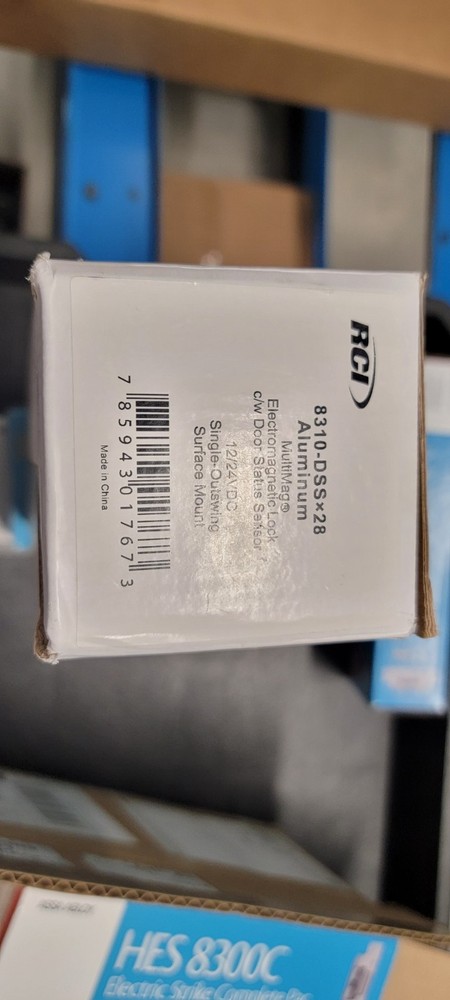 RCI
8310-DSS×28
Aluminum
MultiMag®
Electromagnetic Lock
c/w Door Status Sensor
12/24VDC
Single-Outswing
Surface Mount
7 85943 01767 3
Made in China
HES 8300C
Electric Strike Complete Pac